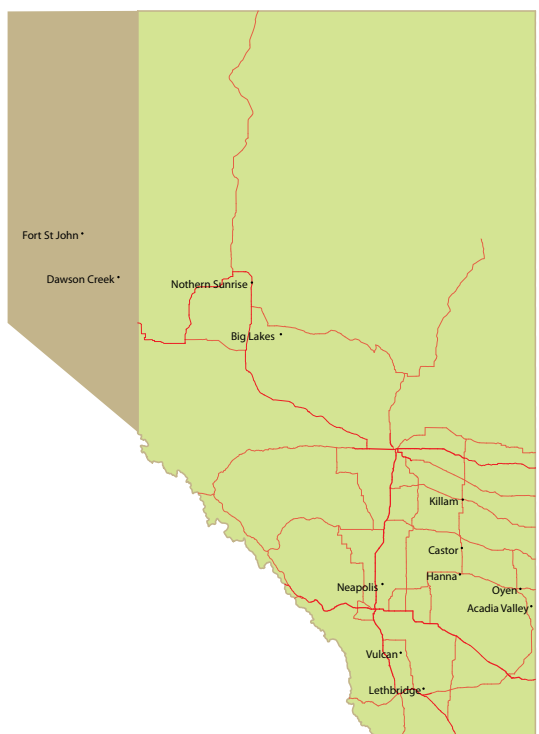 Fort St John
Dawson Creek
Nothern Sunrise
Big Lakes
Killam
Castor
Hanna
Neapolis
Oyen
Acadia Valley
Vulcan
Lethbridge